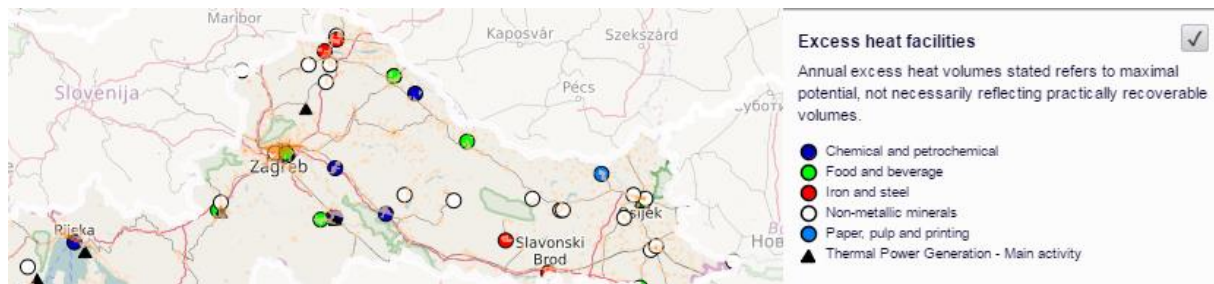 Maribor
Kaposvár
Szekszárd
Slovenija
Pécs
Zagreb
Rijeka
Slavonski
Brod
Excess heat facilities
Annual excess heat volumes stated refers to maximal
potential, not necessarily reflecting practically recoverable
volumes.
Chemical and petrochemical
Food and beverage
Iron and steel
Non-metallic minerals
Paper, pulp and printing
Thermal Power Generation - Main activity